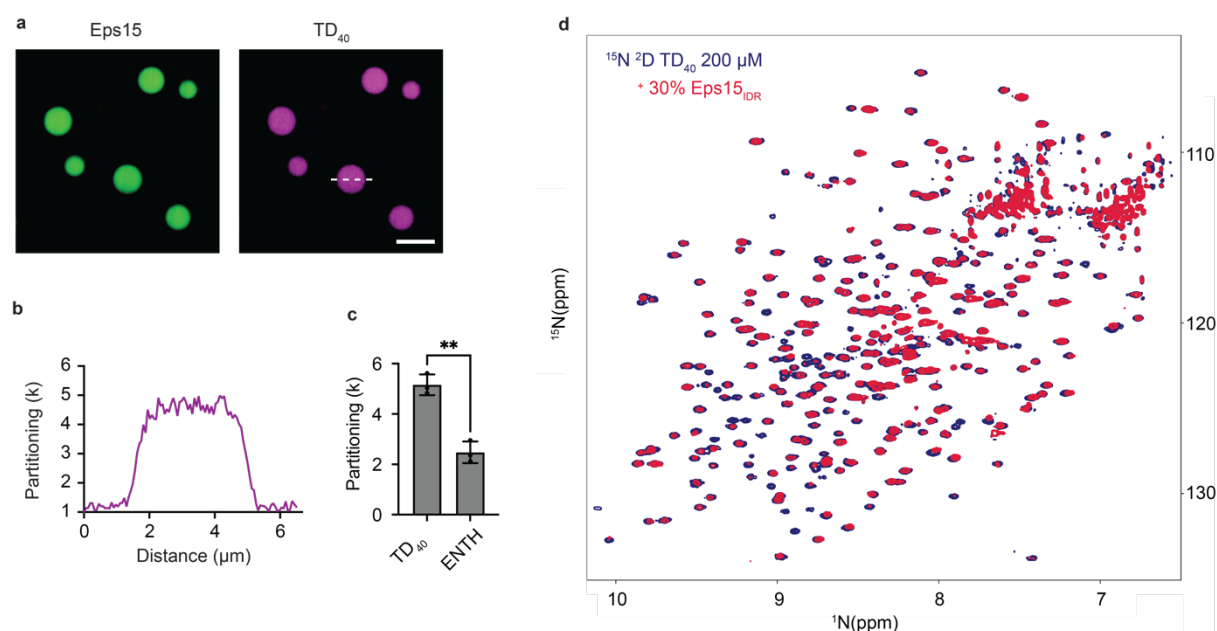 a
Eps15
TD₄₀
b
Partitioning (k)
6
5
4
3
2
1
0 2 4 6
Distance (μm)
c
Partitioning (k)
6
4
2
0
**
TD₄₀ ENTH
d
¹⁵N ²D TD₄₀ 200 μM
+ 30% Eps15IDR
¹⁵N(ppm)
110
120
130
10 9 8 7
¹N(ppm)